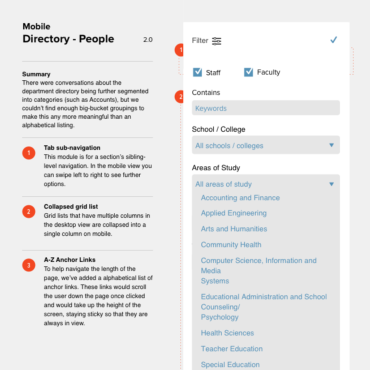 Mobile
Directory - People
2.0
Summary
There were conversations about the
department directory being further segmented
into categories (such as Accounts), but we
couldn't find enough big-bucket groupings to
make this any more meaningful than an
alphabetical listing.
1
Tab sub-navigation
This module is for a section's sibling-
level navigation. In the mobile view you
can swipe left to right to see further
options.
2
Collapsed grid list
Grid lists that have multiple columns in
the desktop view are collapsed into a
single column on mobile.
3
A-Z Anchor Links
To help navigate the length of the
page, we've added a alphabetical list of
anchor links. These links would scroll
the user down the page once clicked
and would take up the height of the
screen, staying sticky so that they are
always in view.
1
Filter
Staff
Faculty
2
Contains
Keywords
School / College
All schools / colleges
Areas of Study
All areas of study
Accounting and Finance
Applied Engineering
Arts and Humanities
Community Health
Computer Science, Information and
Media
Systems
Educational Administration and School
Counseling/
Psychology
Health Sciences
Teacher Education
Special Education